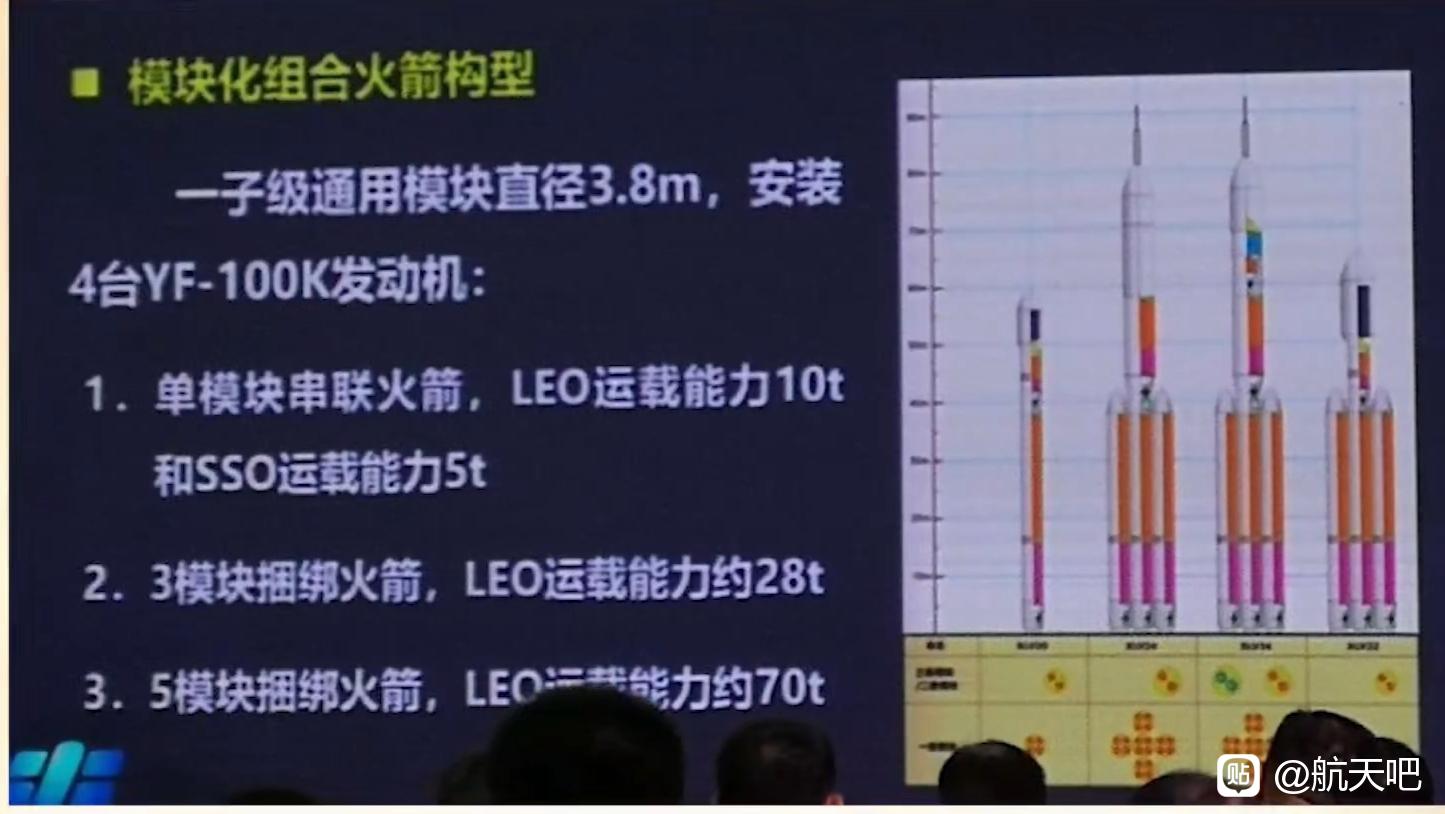 模块化组合火箭构型
一子级通用模块直径3.8m，安装
4台YF-100K发动机：
1. 单模块串联火箭，LEO运载能力10t
和SSO运载能力5t
2. 3模块捆绑火箭，LEO运载能力约28t
3. 5模块捆绑火箭，LEO运载能力约70t
贴 @航天吧